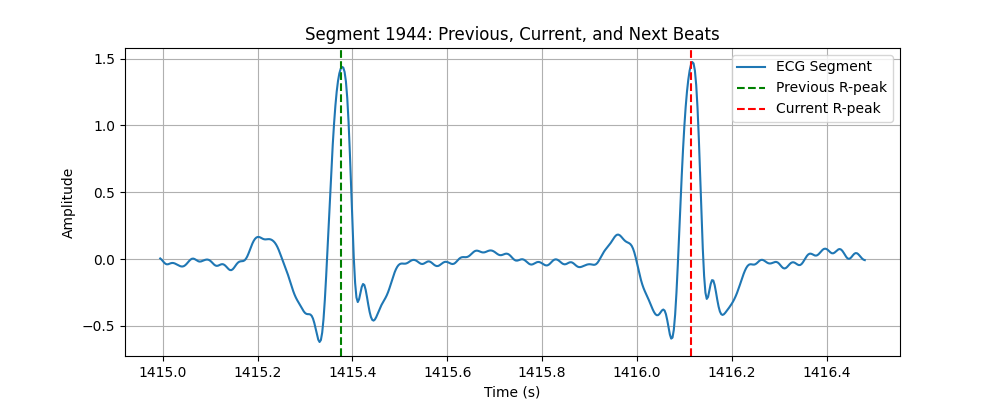 Segment 1944: Previous, Current, and Next Beats
ECG Segment
Previous R-peak
Current R-peak
Amplitude
1.5
1.0
0.5
0.0
−0.5
1415.0 1415.2 1415.4 1415.6 1415.8 1416.0 1416.2 1416.4
Time (s)